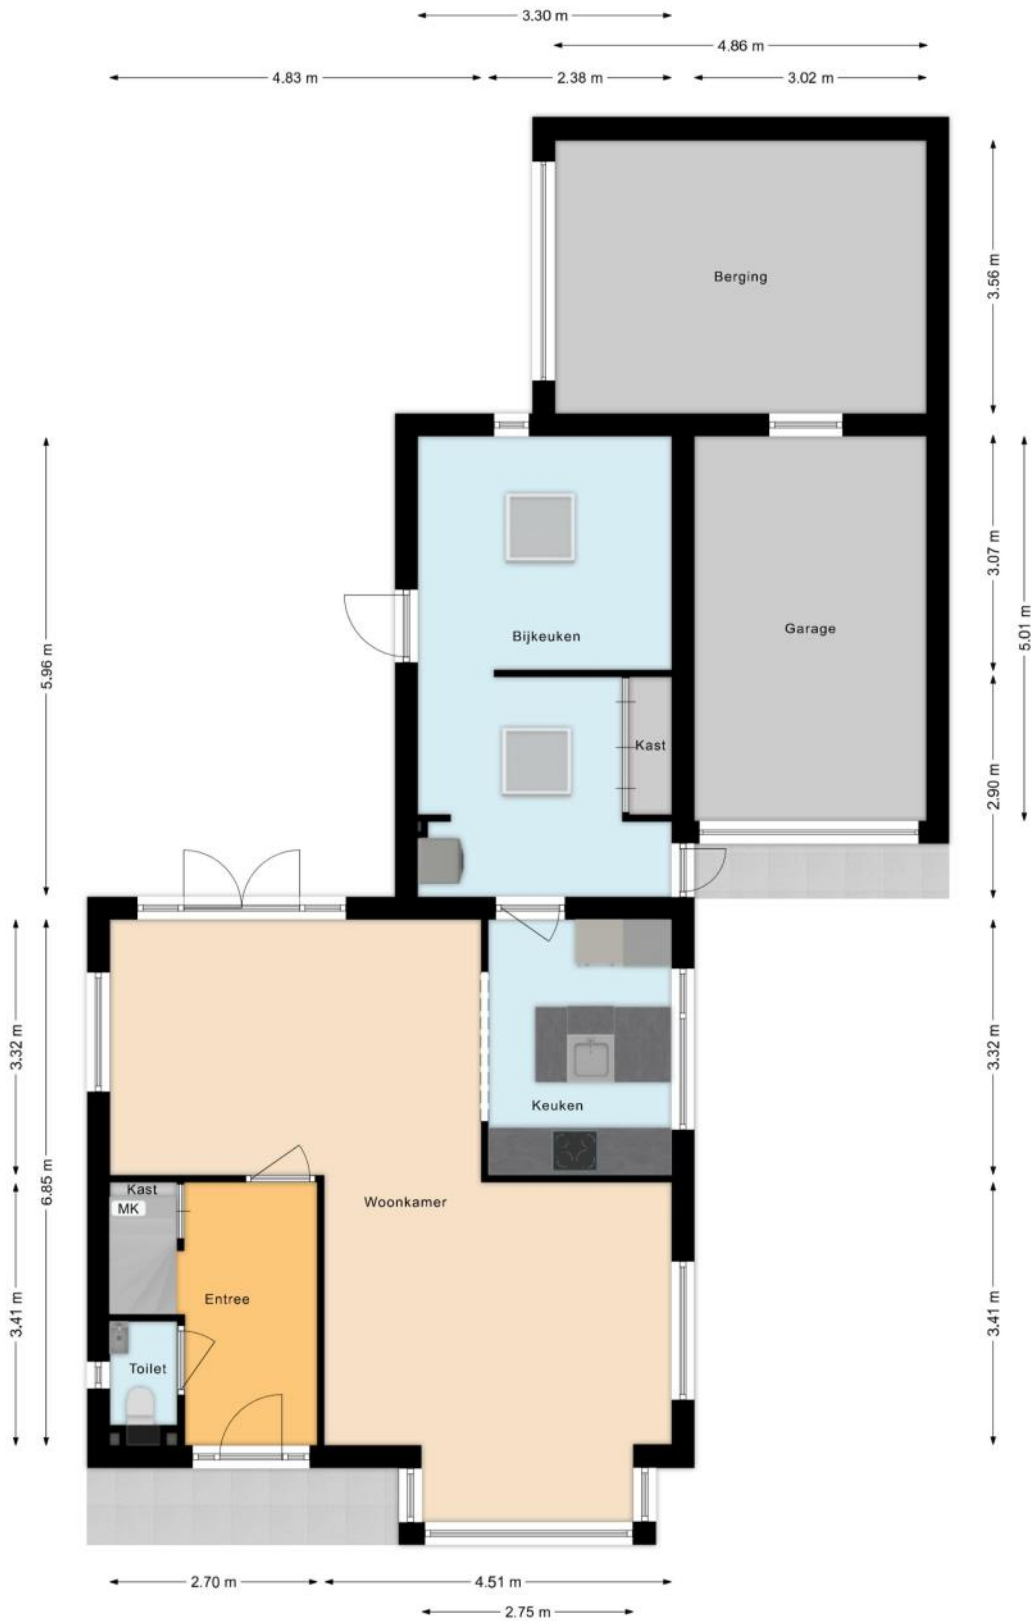 3.30 m
4.86 m
4.83 m
2.38 m
3.02 m
3.56 m
Berging
5.96 m
3.07 m
5.01 m
Bijkeuken
Garage
Kast
2.90 m
3.32 m
6.85 m
3.32 m
Keuken
Kast
MK
Woonkamer
3.41 m
Entree
3.41 m
Toilet
2.70 m
4.51 m
2.75 m